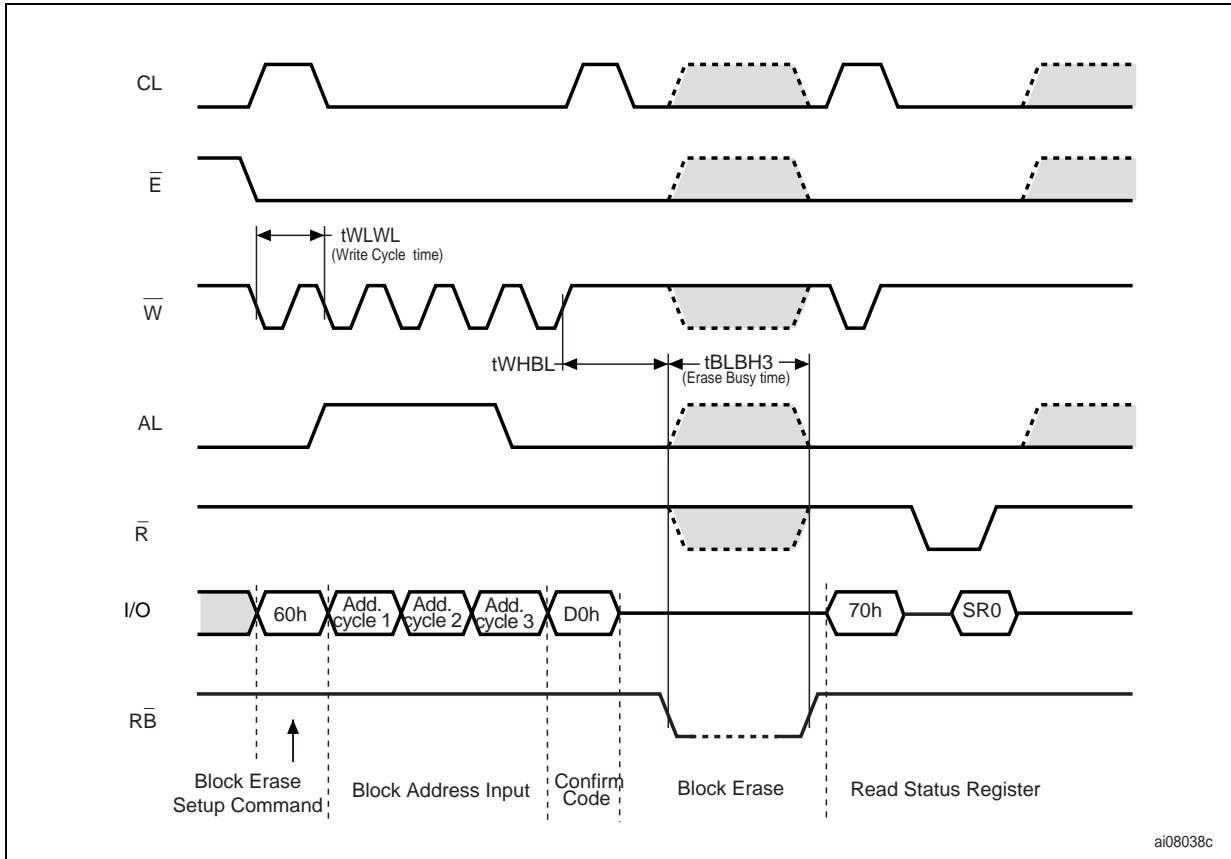 CL
E̅
tWLWL
(Write Cycle time)
W̅
tWHBL
tBLBH3
(Erase Busy time)
AL
R̅
I/O
60h
Add.
cycle 1
Add.
cycle 2
Add.
cycle 3
D0h
70h
SR0
RB̅
Block Erase
Setup Command
Block Address Input
Confirm
Code
Block Erase
Read Status Register
ai08038c